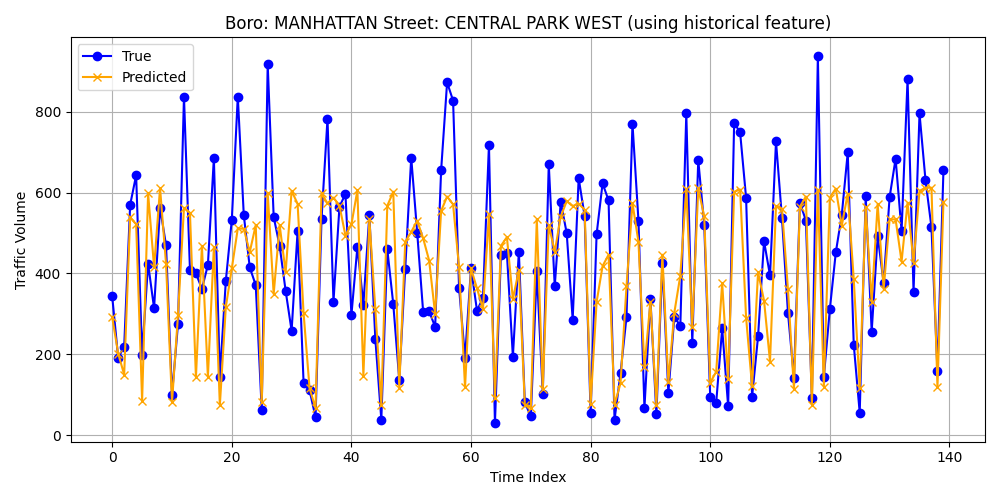 Boro: MANHATTAN Street: CENTRAL PARK WEST (using historical feature)
True
Predicted
Traffic Volume
800
600
400
200
0
0 20 40 60 80 100 120 140
Time Index